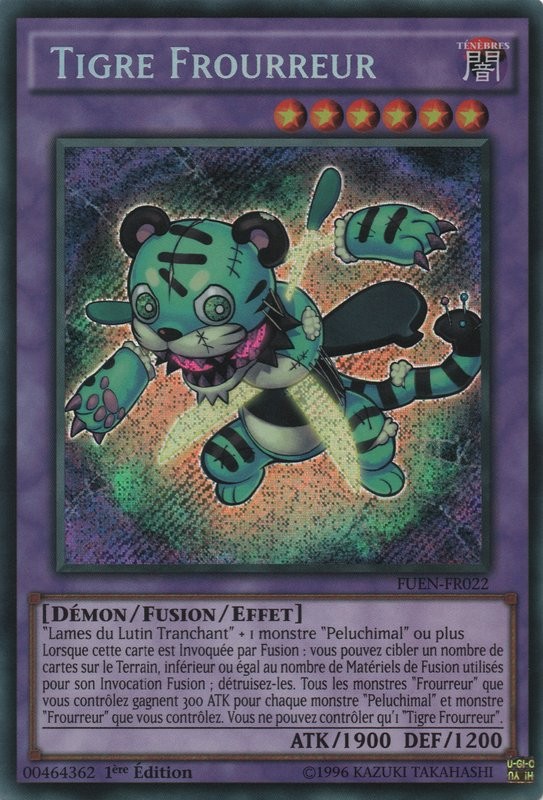 TIGRE FROURREUR
TÉNÈBRES
闇
FUEN-FR022
[DÉMON/FUSION/EFFET]
"Lames du Lutin Tranchant" + 1 monstre "Peluchimal" ou plus
Lorsque cette carte est Invoquée par Fusion : vous pouvez cibler un nombre de
cartes sur le Terrain, inférieur ou égal au nombre de Matériels de Fusion utilisés
pour son Invocation Fusion ; détruisez-les. Tous les monstres "Frourreur" que
vous contrôlez gagnent 300 ATK pour chaque monstre "Peluchimal" et monstre
"Frourreur" que vous contrôlez. Vous ne pouvez contrôler qu'1 "Tigre Frourreur".
ATK/1900 DEF/1200
00464362 1ère Édition ©1996 KAZUKI TAKAHASHI